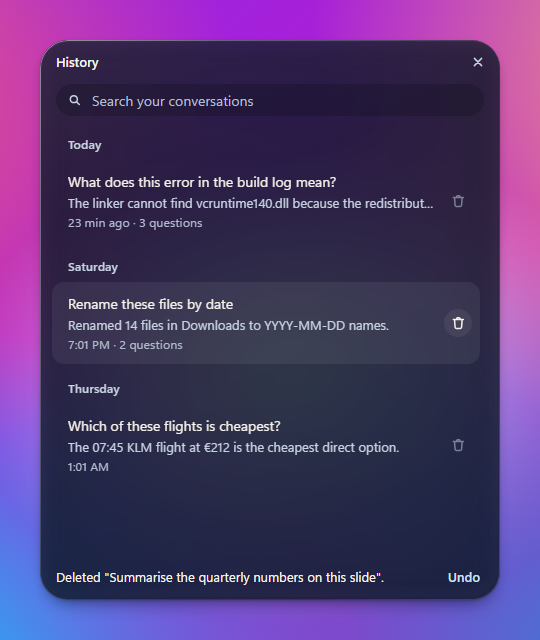 History
Search your conversations
Today
What does this error in the build log mean?
The linker cannot find vcruntime140.dll because the redistribut...
23 min ago · 3 questions
Saturday
Rename these files by date
Renamed 14 files in Downloads to YYYY-MM-DD names.
7:01 PM · 2 questions
Thursday
Which of these flights is cheapest?
The 07:45 KLM flight at €212 is the cheapest direct option.
1:01 AM
Deleted "Summarise the quarterly numbers on this slide". Undo